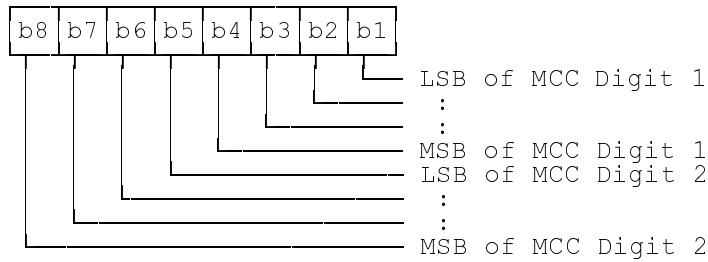 b8 b7 b6 b5 b4 b3 b2 b1
LSB of MCC Digit 1
:
:
MSB of MCC Digit 1
LSB of MCC Digit 2
:
:
MSB of MCC Digit 2